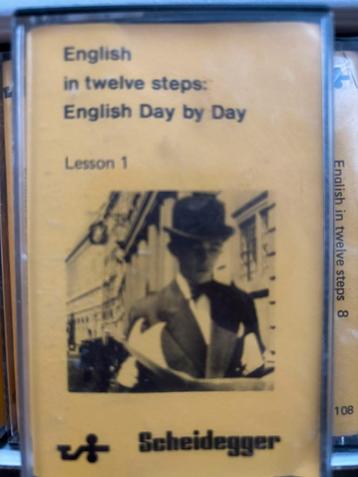 English
in twelve steps:
English Day by Day
Lesson 1
Scheidegger
English in twelve steps 8
108